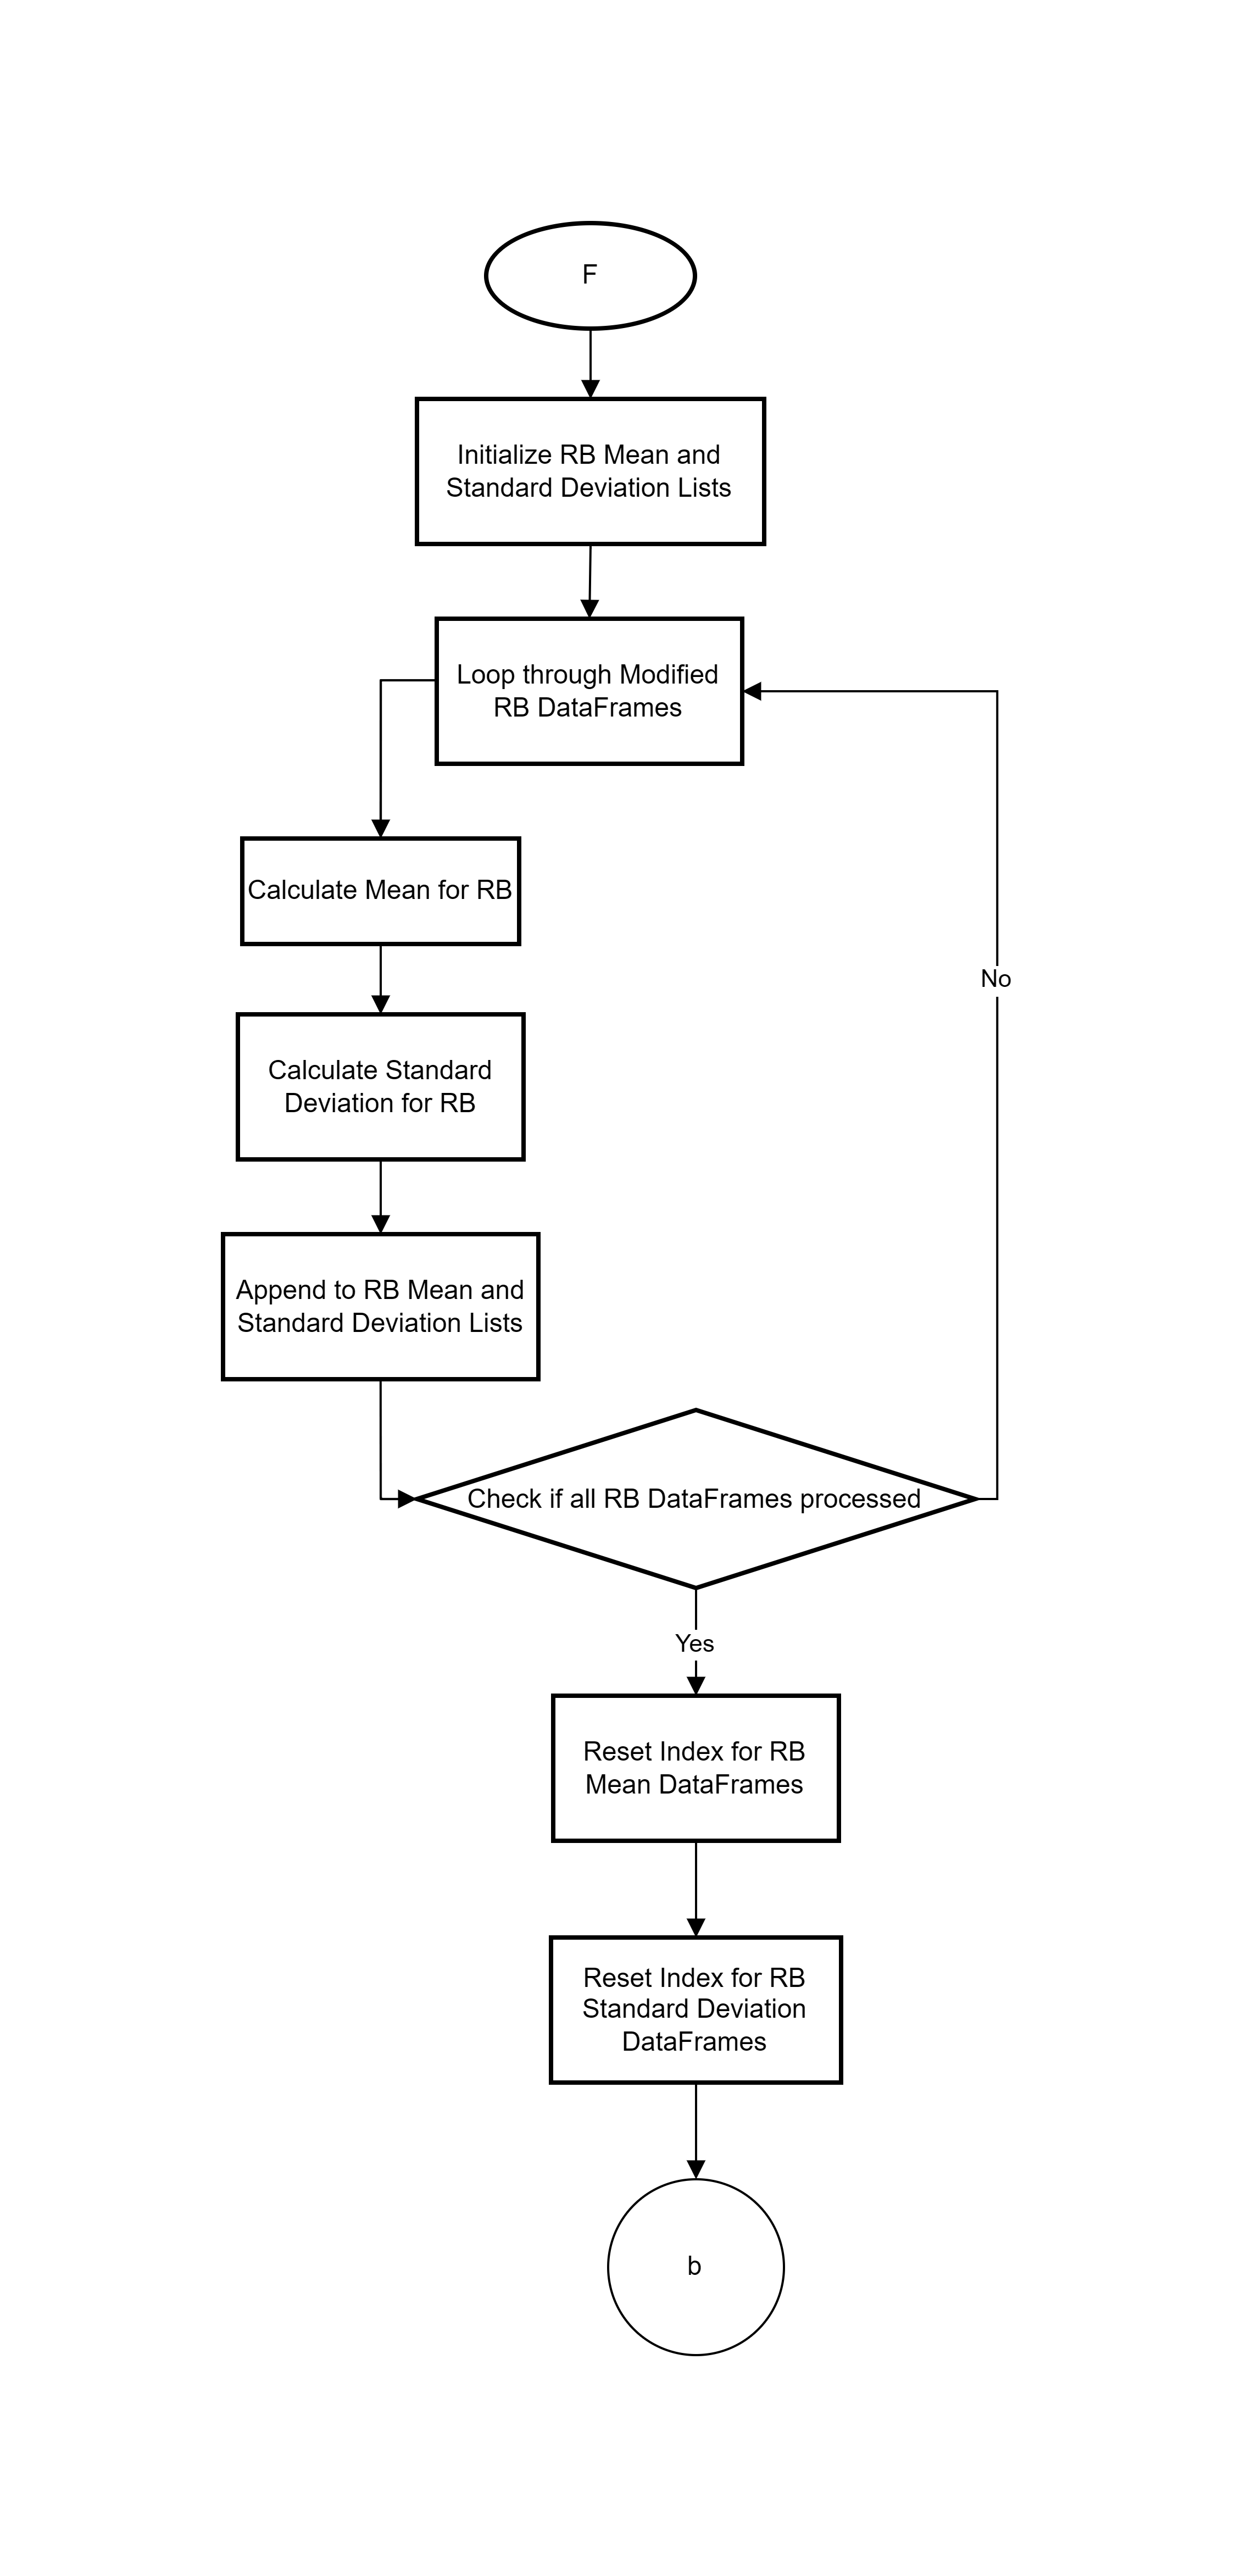 F
Initialize RB Mean and
Standard Deviation Lists
Loop through Modified
RB DataFrames
Calculate Mean for RB
No
Calculate Standard
Deviation for RB
Append to RB Mean and
Standard Deviation Lists
Check if all RB DataFrames processed
Yes
Reset Index for RB
Mean DataFrames
Reset Index for RB
Standard Deviation
DataFrames
b